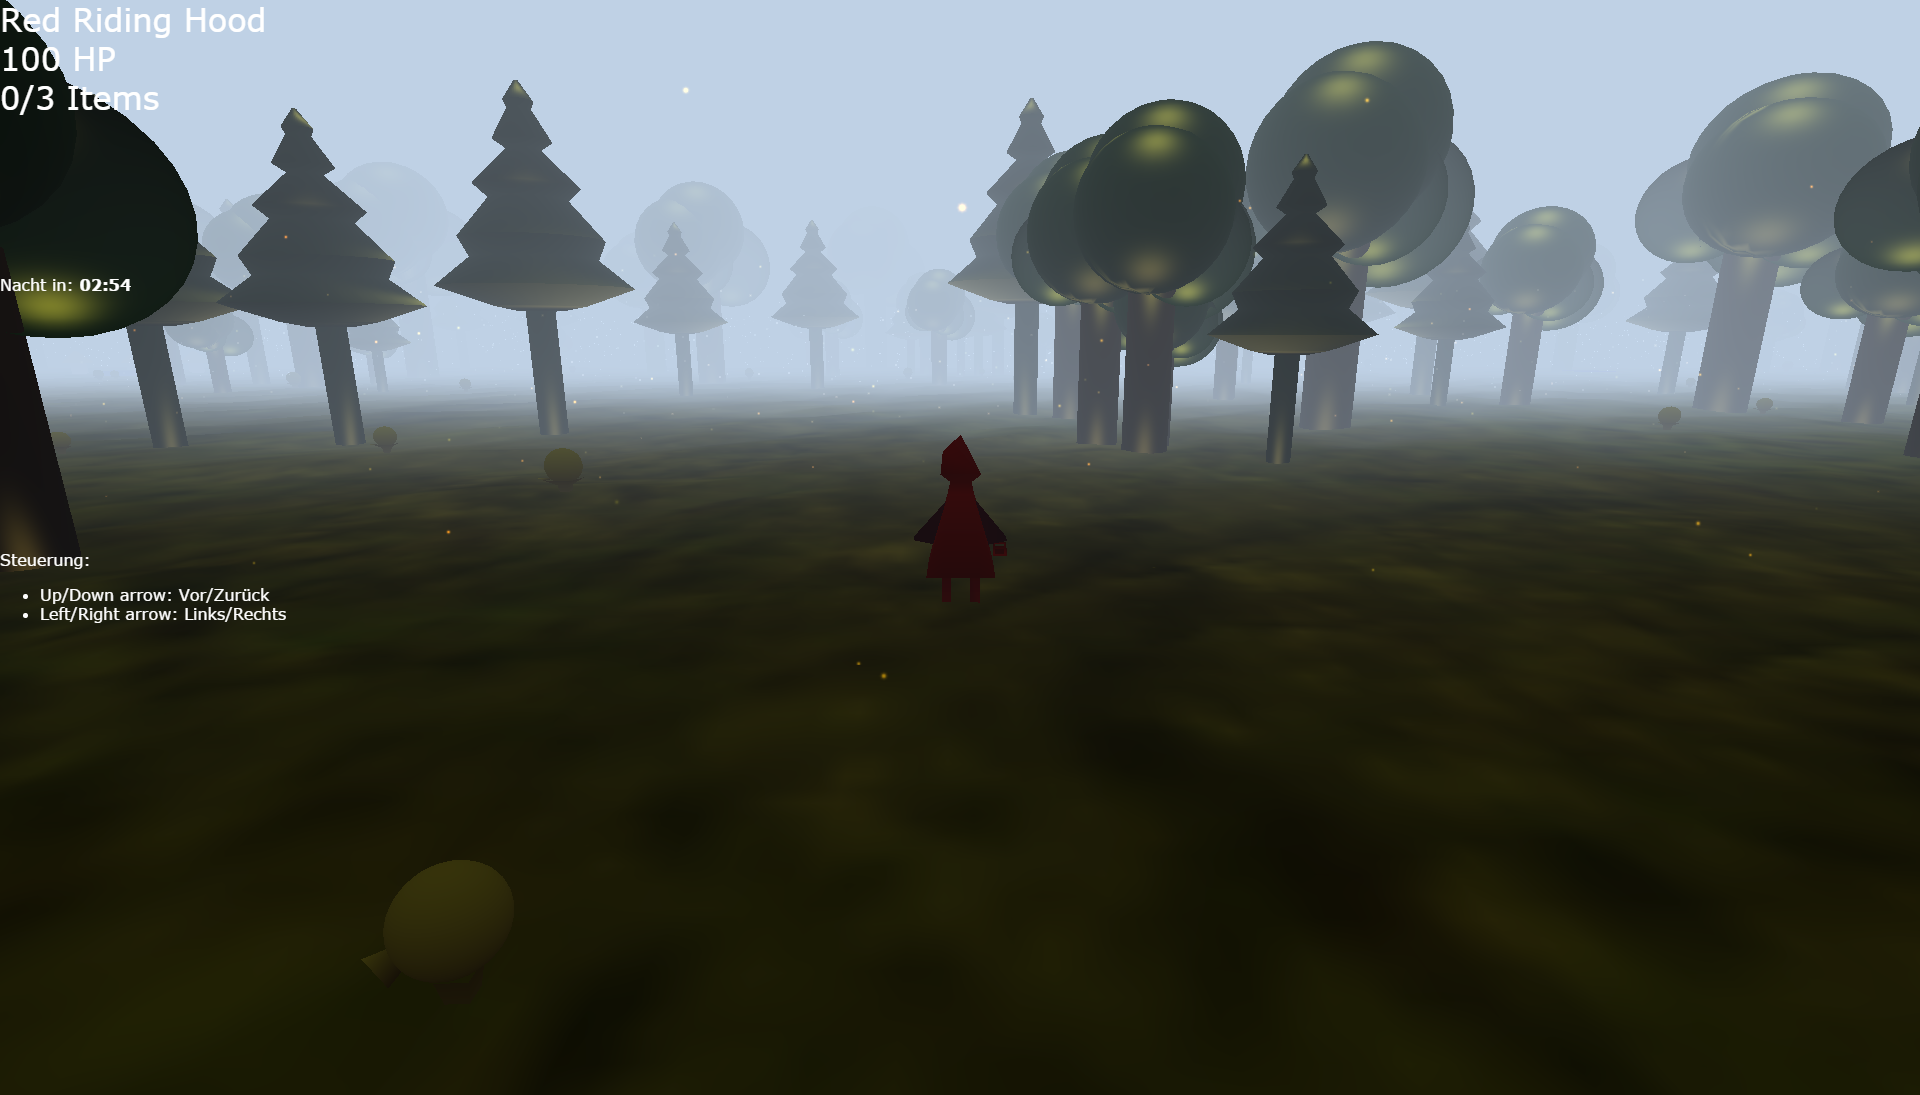 Red Riding Hood
100 HP
0/3 Items
Nacht in: 02:54
Steuerung:
Up/Down arrow: Vor/Zurück
Left/Right arrow: Links/Rechts